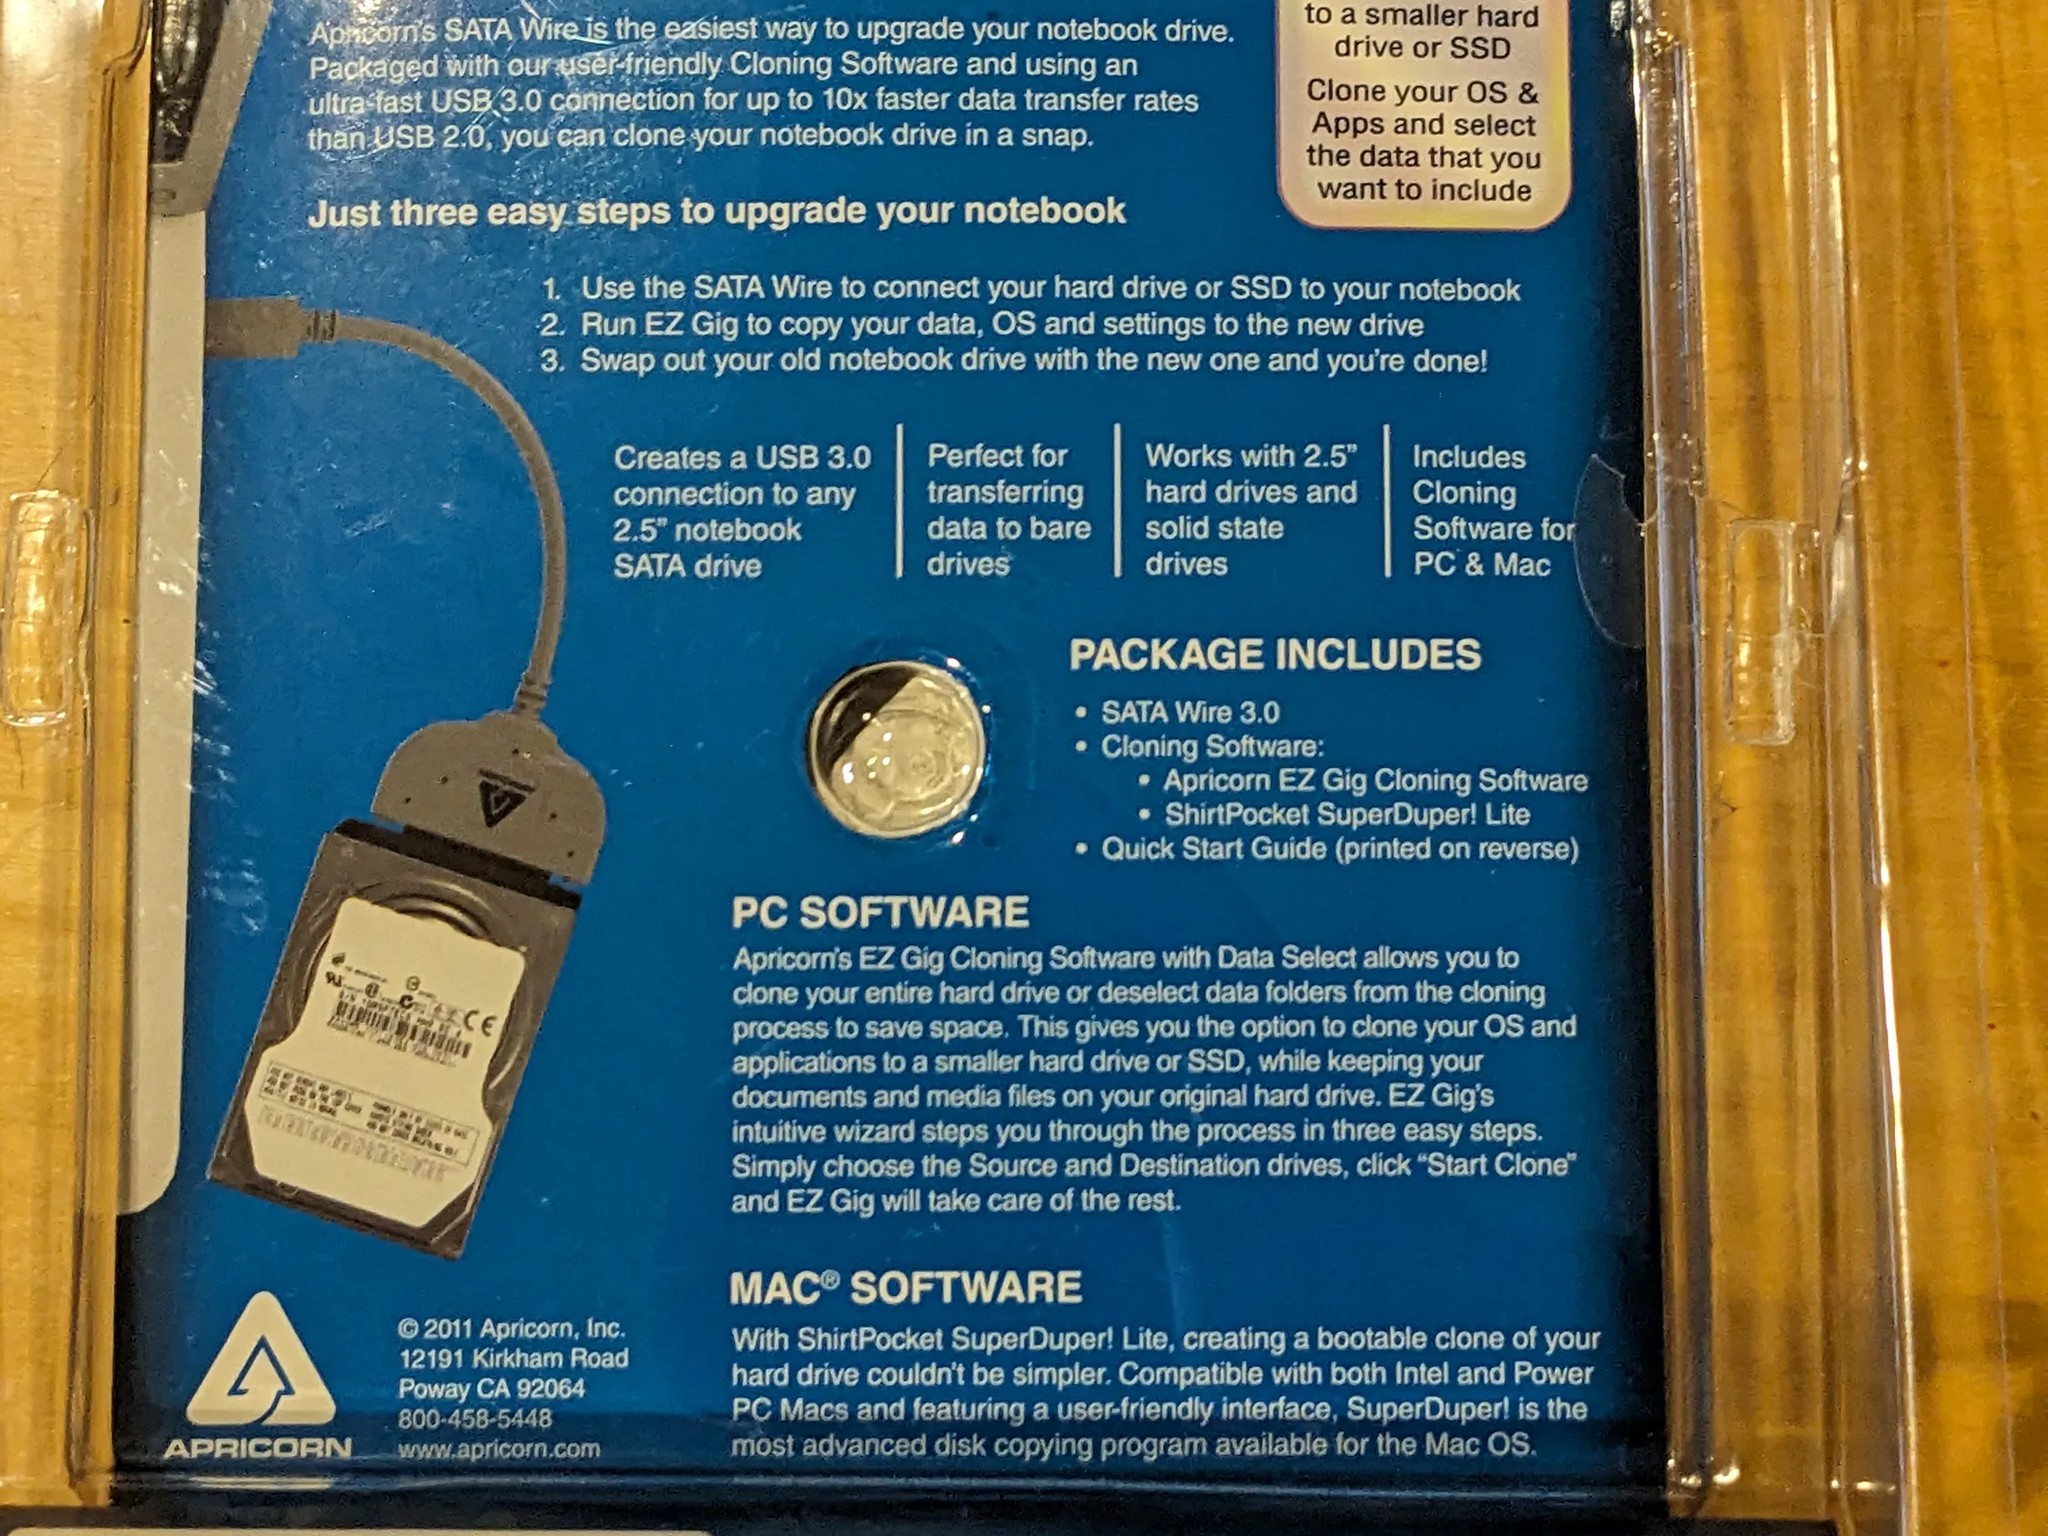 Apricorn's SATA Wire is the easiest way to upgrade your notebook drive.
Packaged with our user-friendly Cloning Software and using an
ultra-fast USB 3.0 connection for up to 10x faster data transfer rates
than USB 2.0, you can clone your notebook drive in a snap.
to a smaller hard
drive or SSD
Clone your OS &
Apps and select
the data that you
want to include
Just three easy steps to upgrade your notebook
1. Use the SATA Wire to connect your hard drive or SSD to your notebook
2. Run EZ Gig to copy your data, OS and settings to the new drive
3. Swap out your old notebook drive with the new one and you're done!
Creates a USB 3.0
connection to any
2.5" notebook
SATA drive
Perfect for
transferring
data to bare
drives
Works with 2.5"
hard drives and
solid state
drives
Includes
Cloning
Software for
PC & Mac
PACKAGE INCLUDES
• SATA Wire 3.0
• Cloning Software:
• Apricorn EZ Gig Cloning Software
• ShirtPocket SuperDuper! Lite
• Quick Start Guide (printed on reverse)
PC SOFTWARE
Apricorn's EZ Gig Cloning Software with Data Select allows you to
clone your entire hard drive or deselect data folders from the cloning
process to save space. This gives you the option to clone your OS and
applications to a smaller hard drive or SSD, while keeping your
documents and media files on your original hard drive. EZ Gig's
intuitive wizard steps you through the process in three easy steps.
Simply choose the Source and Destination drives, click "Start Clone"
and EZ Gig will take care of the rest.
MAC® SOFTWARE
With ShirtPocket SuperDuper! Lite, creating a bootable clone of your
hard drive couldn't be simpler. Compatible with both Intel and Power
PC Macs and featuring a user-friendly interface, SuperDuper! is the
most advanced disk copying program available for the Mac OS.
APRICORN
© 2011 Apricorn, Inc.
12191 Kirkham Road
Poway CA 92064
800-458-5448
www.apricorn.com